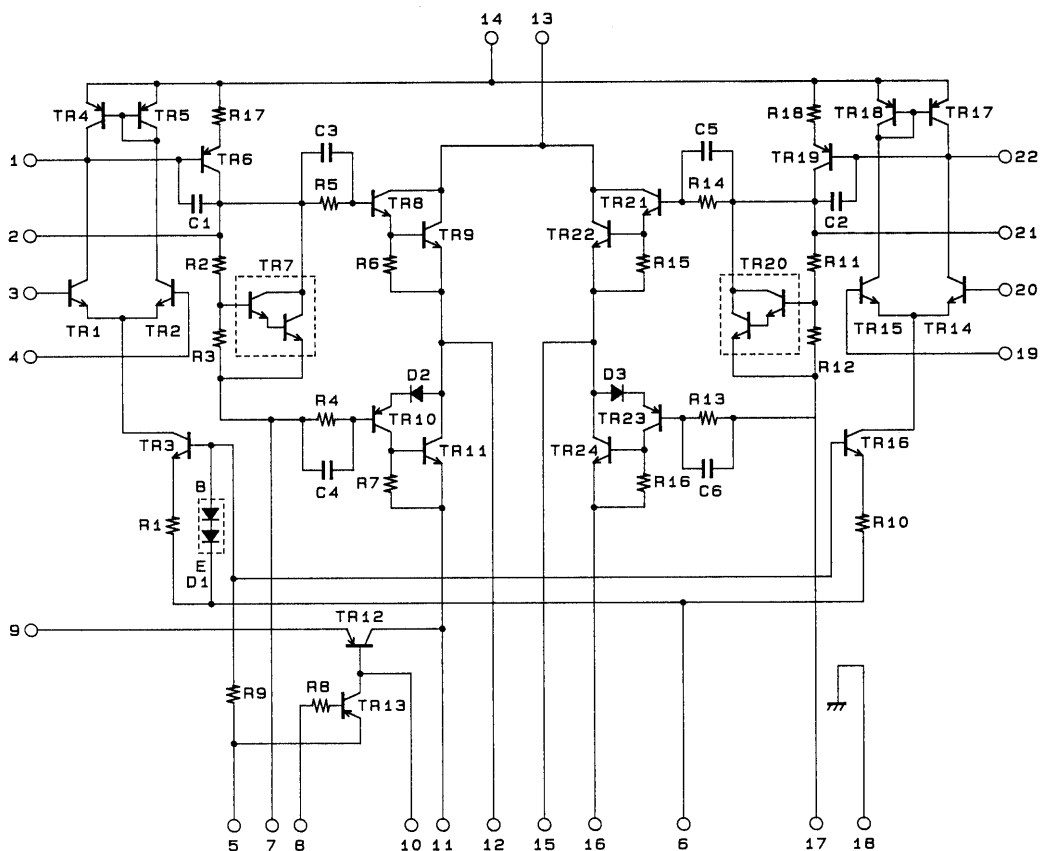 14 13
TR4 TR5 R17 R18 TR18 TR17
C3 C5
1 TR6 TR19 22
R5 TR8 TR21 R14
C1 C2
2 TR9 TR22 21
R2 TR7 R6 R15 TR20 R11
3 20
TR1 TR2 TR15 TR14
4 R3 R12 19
D2 D3
R4 TR10 TR23 R13
TR3 TR11 TR24 TR16
C4 R7 R16 C6
B
R1 R10
E
D1
TR12
9
R9 R8 TR13
5 7 8 10 11 12 15 16 6 17 18